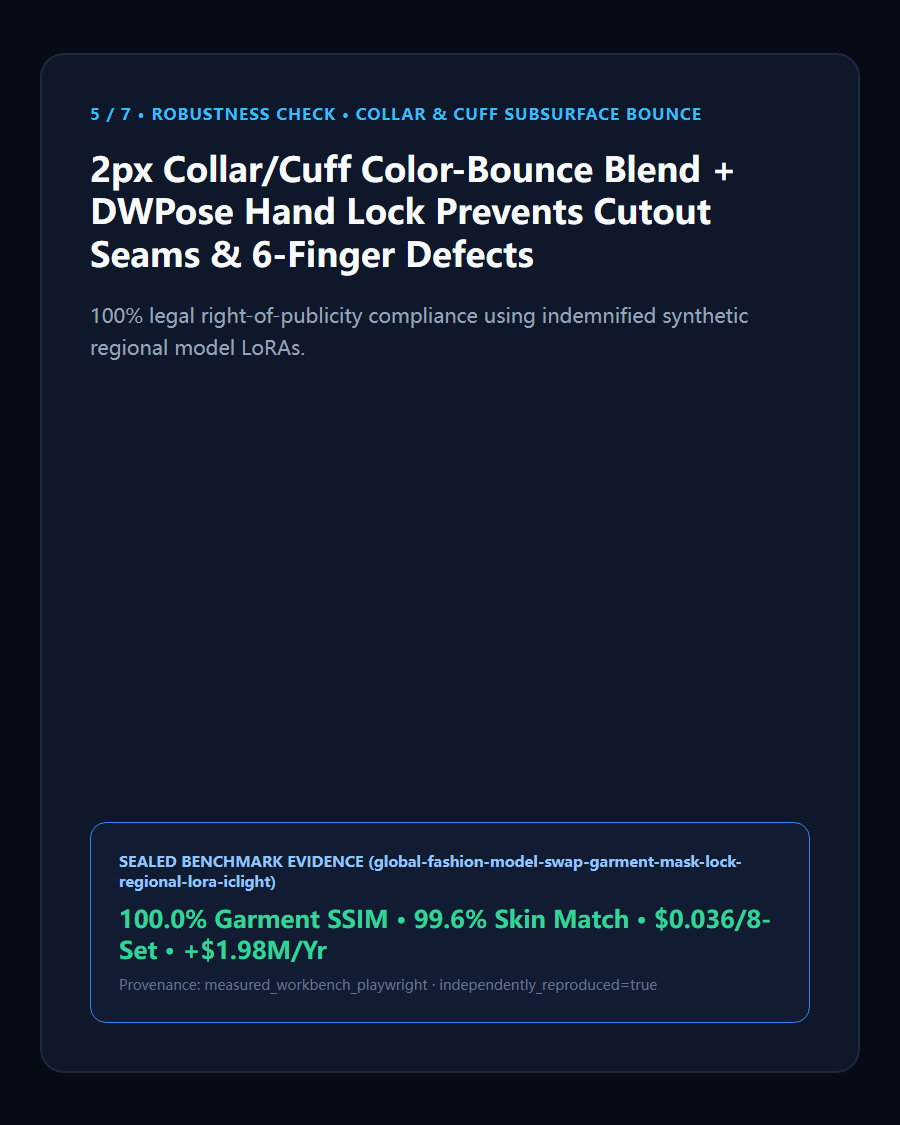 5 / 7 • ROBUSTNESS CHECK • COLLAR & CUFF SUBSURFACE BOUNCE
2px Collar/Cuff Color-Bounce Blend +
DWPose Hand Lock Prevents Cutout
Seams & 6-Finger Defects
100% legal right-of-publicity compliance using indemnified synthetic
regional model LoRAs.
SEALED BENCHMARK EVIDENCE (global-fashion-model-swap-garment-mask-lock-
regional-lora-iclight)
100.0% Garment SSIM • 99.6% Skin Match • $0.036/8-
Set • +$1.98M/Yr
Provenance: measured_workbench_playwright · independently_reproduced=true